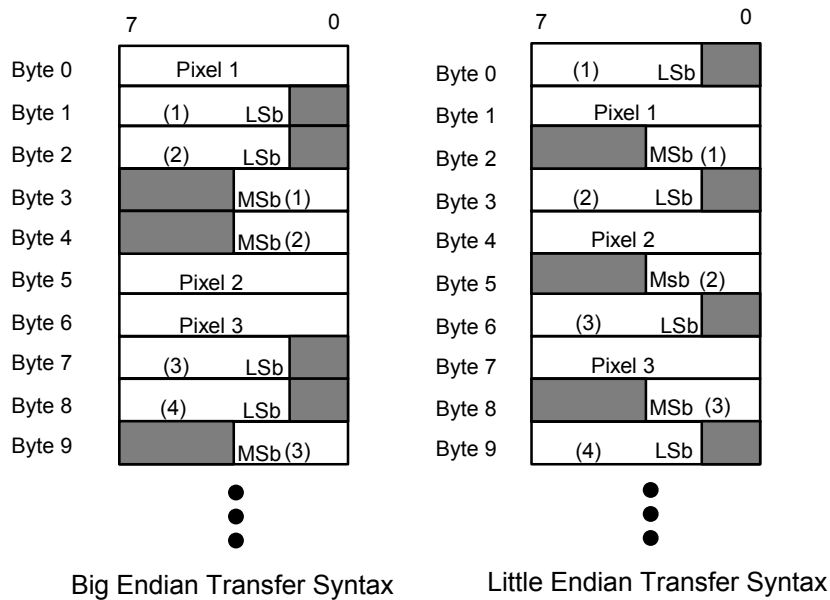 7 0
Byte 0 Pixel 1
Byte 1 (1) LSb
Byte 2 (2) LSb
Byte 3 MSb (1)
Byte 4 MSb (2)
Byte 5 Pixel 2
Byte 6 Pixel 3
Byte 7 (3) LSb
Byte 8 (4) LSb
Byte 9 MSb (3)
Big Endian Transfer Syntax
7 0
Byte 0 (1) LSb
Byte 1 Pixel 1
Byte 2 MSb (1)
Byte 3 (2) LSb
Byte 4 Pixel 2
Byte 5 Msb (2)
Byte 6 (3) LSb
Byte 7 Pixel 3
Byte 8 MSb (3)
Byte 9 (4) LSb
Little Endian Transfer Syntax